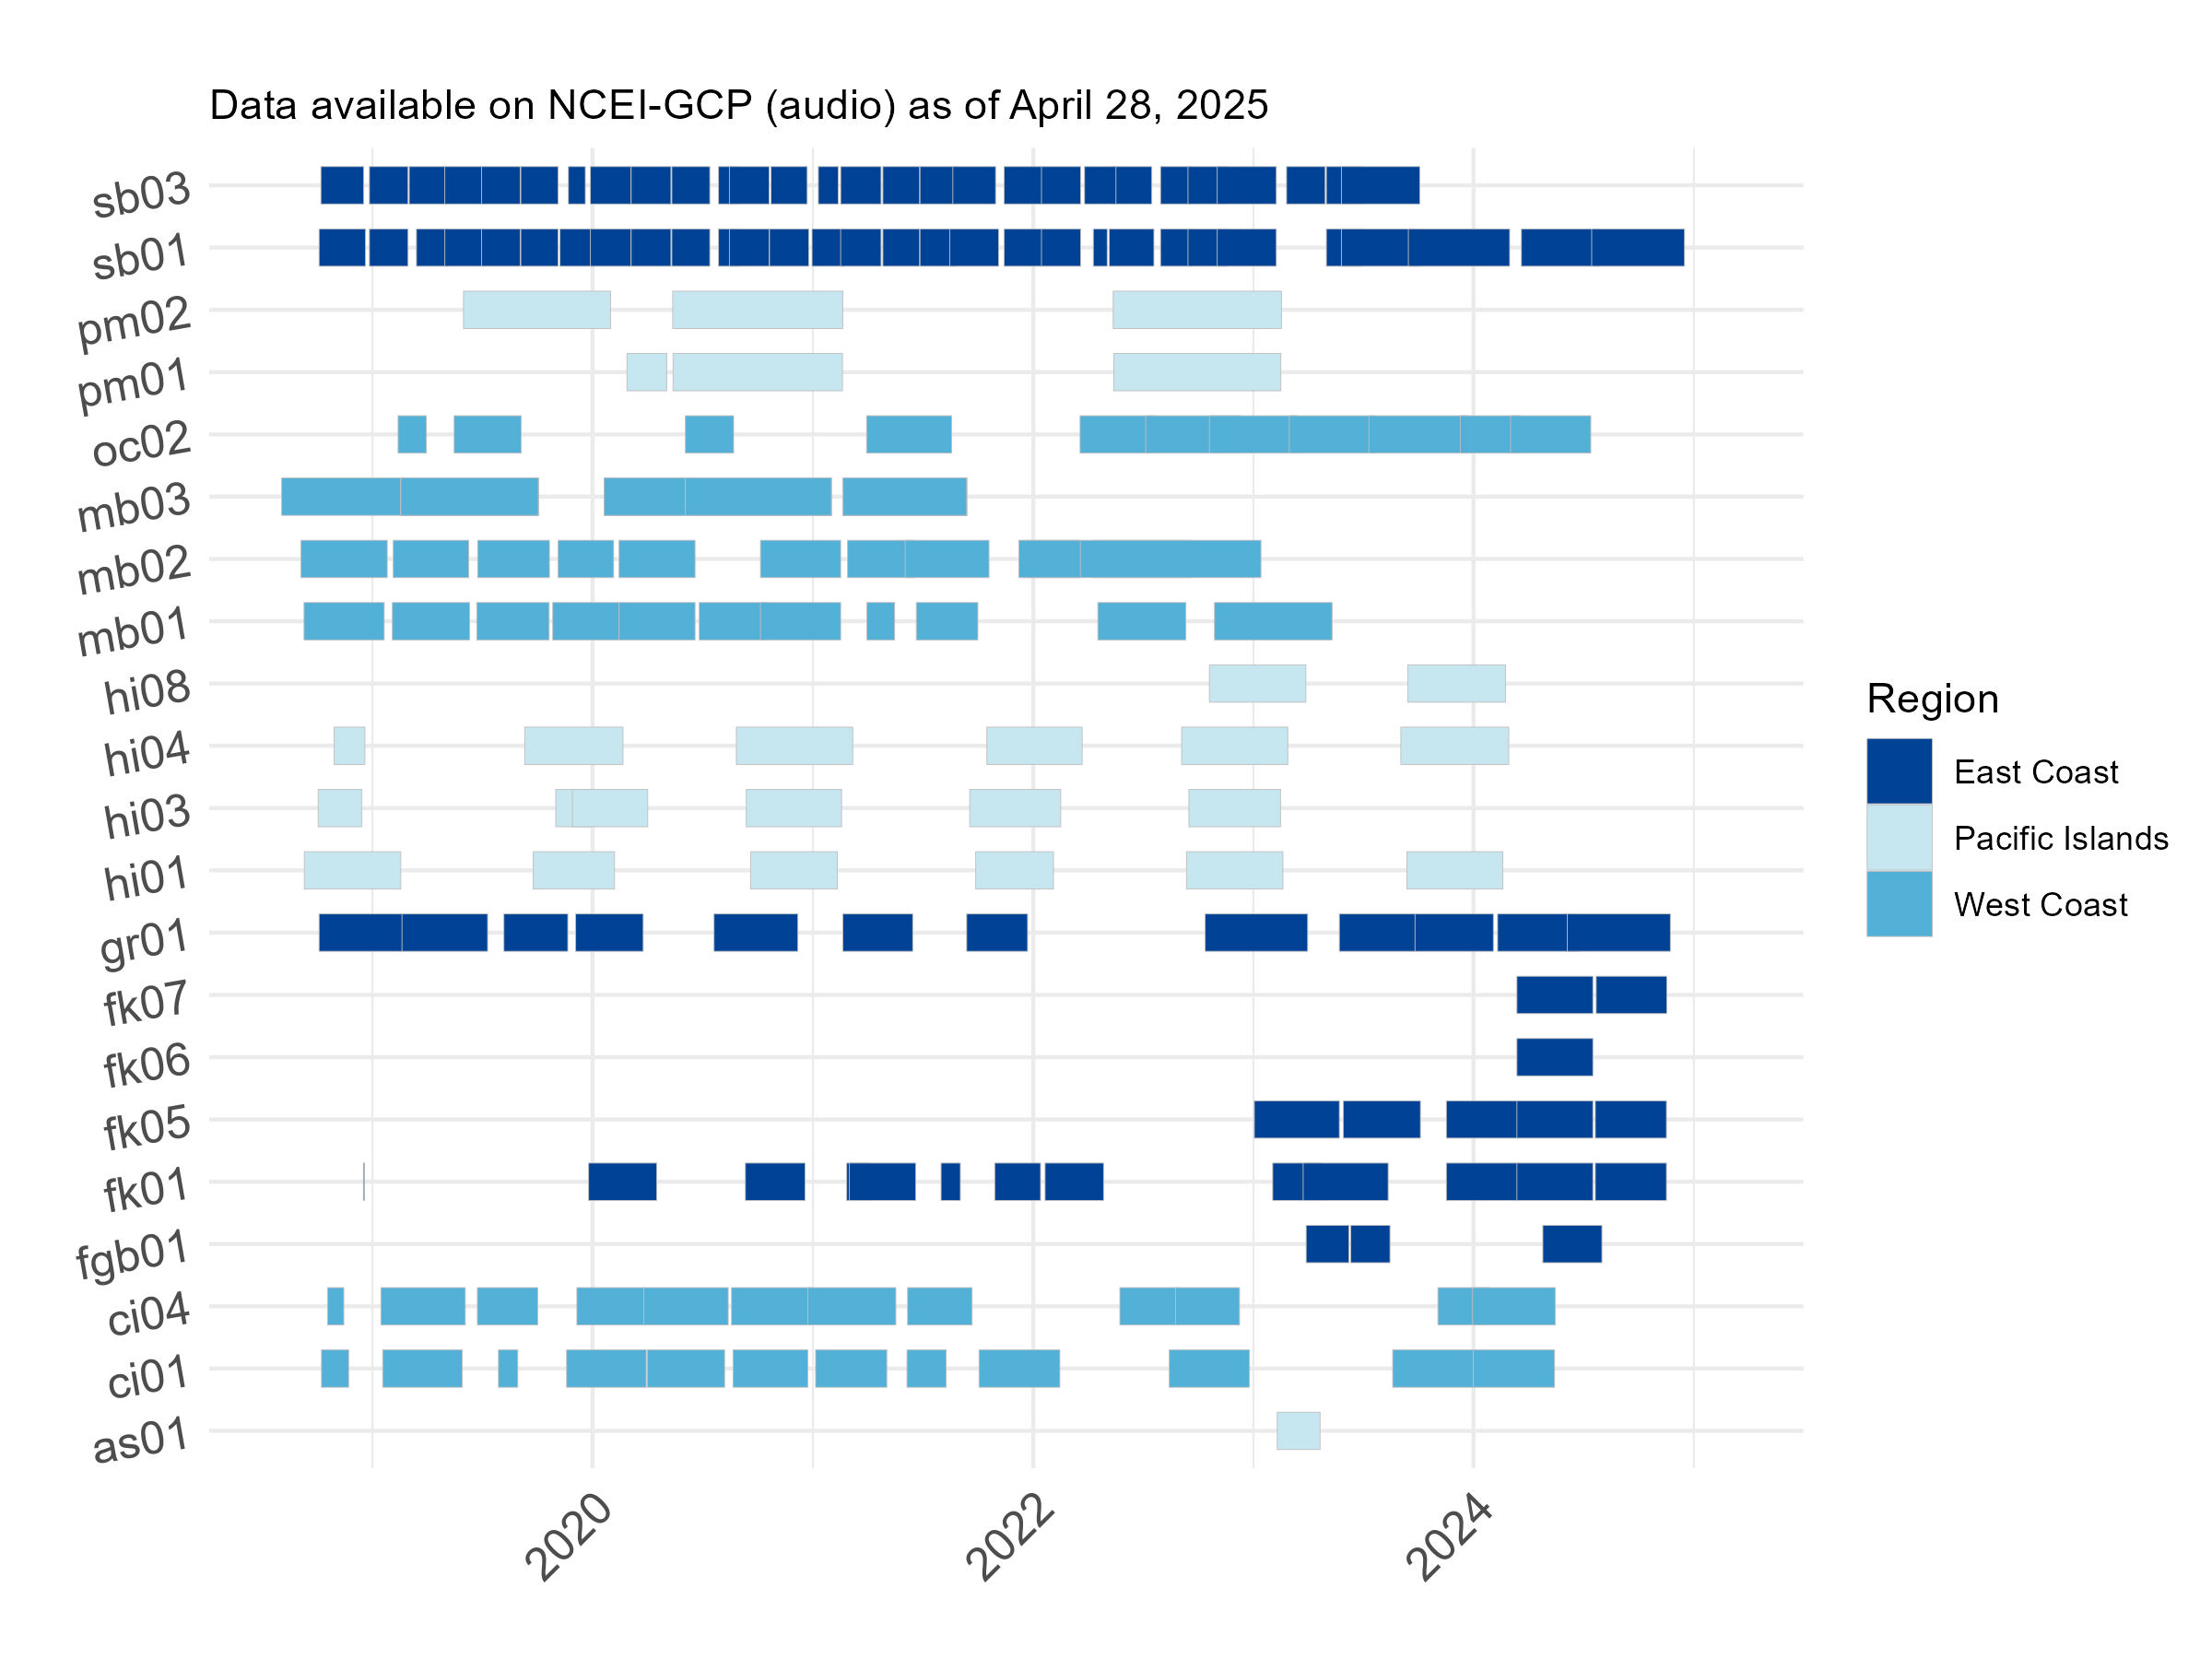 Data available on NCEI-GCP (audio) as of April 28, 2025
sb03
sb01
pm02
pm01
oc02
mb03
mb02
mb01
hi08
hi04
hi03
hi01
gr01
fk07
fk06
fk05
fk01
fgb01
ci04
ci01
as01
2020
2022
2024
Region
East Coast
Pacific Islands
West Coast